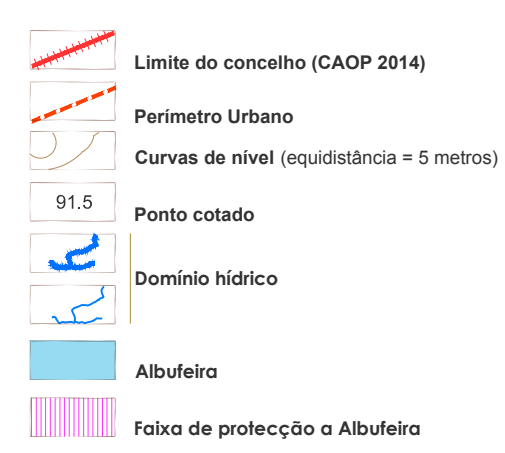 Limite do concelho (CAOP 2014)
Perímetro Urbano
Curvas de nível (equidistância = 5 metros)
91.5
Ponto cotado
Domínio hídrico
Albufeira
Faixa de protecção a Albufeira